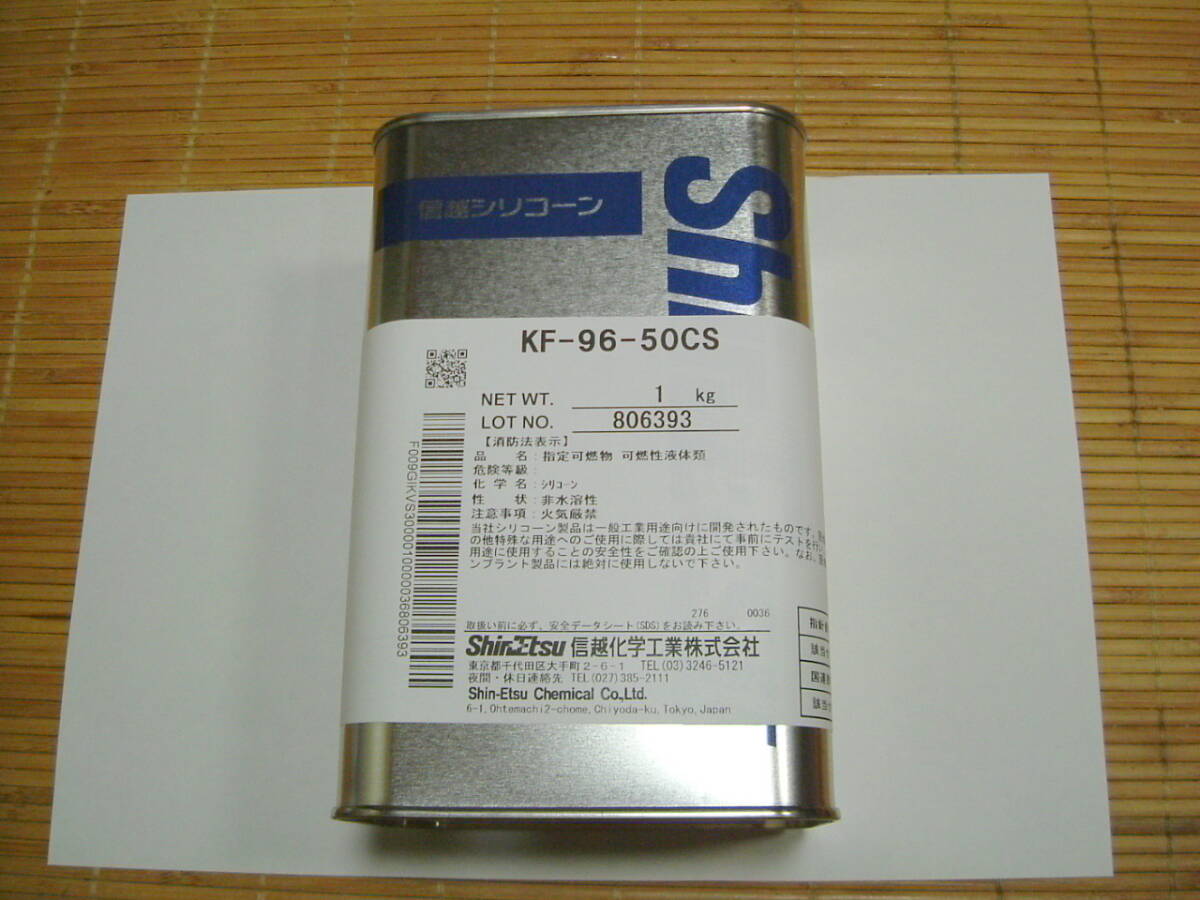 信越シリコーン
Sh
KF-96-50CS
NET WT. 1 kg
LOT NO. 806393
【消防法表示】
品 名：指定可燃物 可燃性液体類
危険等級：
化 学 名：シリコーン
性 状：非水溶性
注意事項：火気厳禁
当社シリコーン製品は一般工業用途向けに開発されたものです。
の他特殊な用途へのご使用に際しては貴社にて事前にテストを行い、
用途に使用することの安全性をご確認の上ご使用下さい。なお、
ンプラント製品には絶対に使用しないで下さい。
276 0036
取扱い前に必ず、安全データシート(SDS)をお読み下さい。
ShinEtsu 信越化学工業株式会社
東京都千代田区大手町2-6-1 TEL(03)3246-5121
夜間・休日連絡先 TEL(027)385-2111
Shin-Etsu Chemical Co.,Ltd.
6-1,Ohtemachi2-chome,Chiyoda-ku,Tokyo,Japan
F009GIKVS3000010000036806393
指針
該当
国連
該当